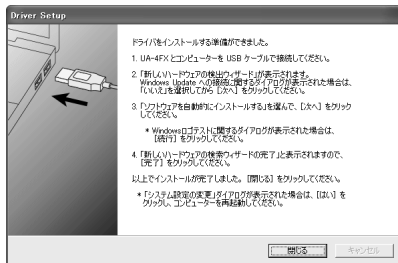 Driver Setup
ドライバをインストールする準備ができました。
1. UA-4FXとコンピューターを USB ケーブルで接続してください。
2. 「新しいハードウェアの検出ウィザード」が表示されます。
Windows Update への接続に関するダイアログが表示された場合は、
「いいえ」を選択してから [次へ] をクリックしてください。
3. 「ソフトウェアを自動的にインストールする」を選んで、[次へ] をクリック
してください。
* Windowsロゴテストに関するダイアログが表示された場合は、
[続行] をクリックしてください。
4. 「新しいハードウェアの検索ウィザードの完了」と表示されますので、
[完了] をクリックしてください。
以上でインストールが完了しました。 [閉じる] をクリックしてください。
* 「システム設定の変更」ダイアログが表示された場合は、[はい] を
クリックし、コンピューターを再起動してください。
閉じる
キャンセル